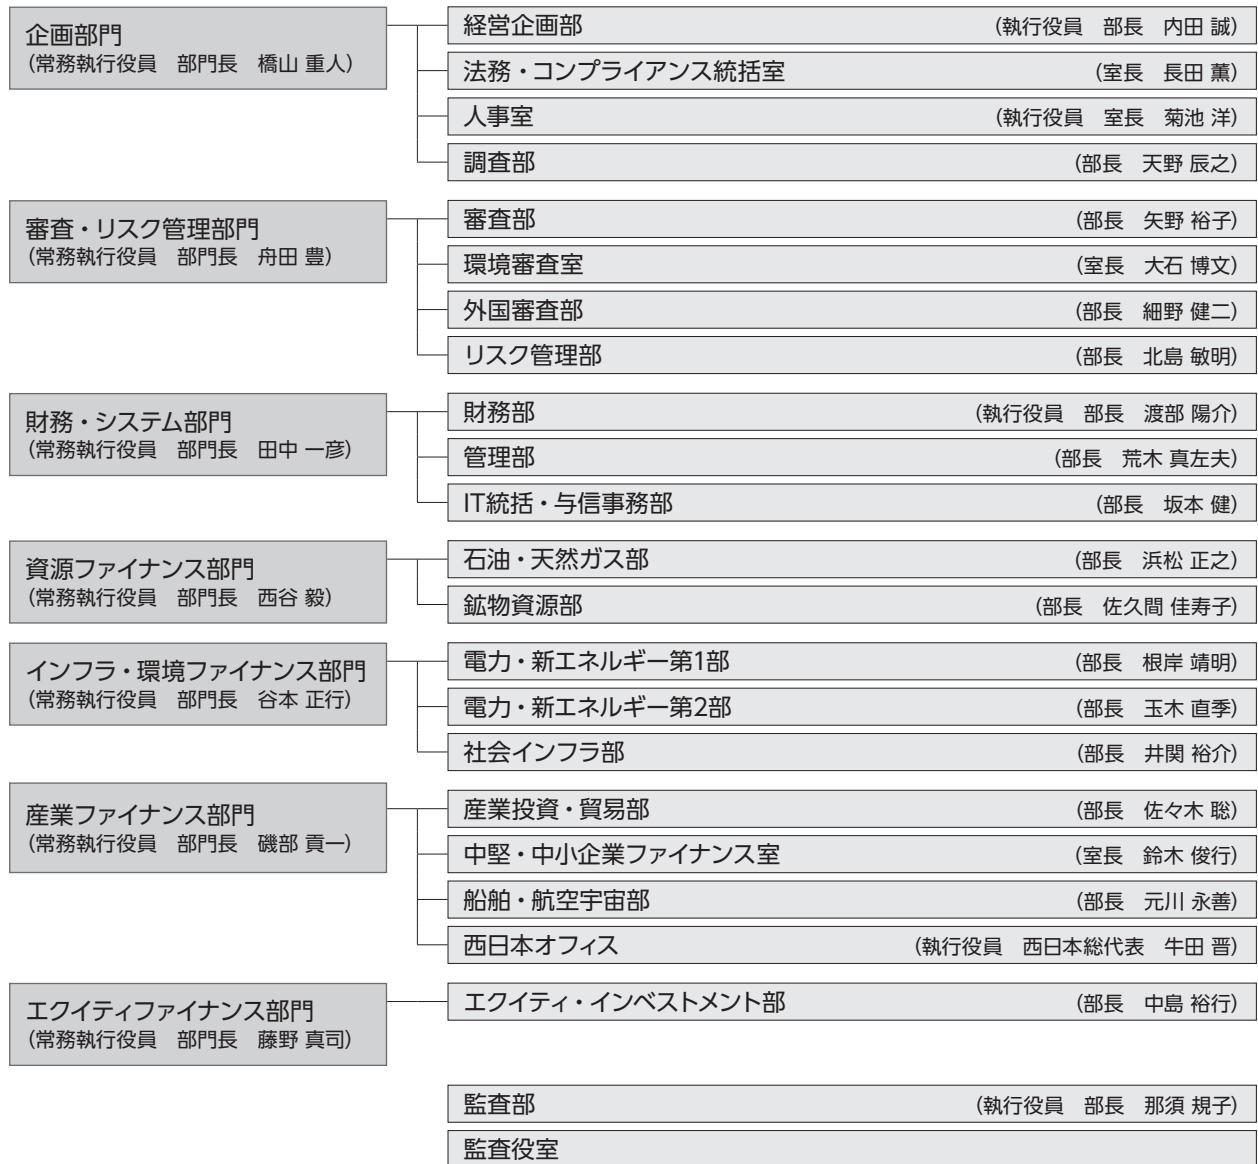 企画部門
(常務執行役員 部門長 橋山 重人)
経営企画部 (執行役員 部長 内田 誠)
法務・コンプライアンス統括室 (室長 長田 薫)
人事室 (執行役員 室長 菊池 洋)
調査部 (部長 天野 辰之)
審査・リスク管理部門
(常務執行役員 部門長 舟田 豊)
審査部 (部長 矢野 裕子)
環境審査室 (室長 大石 博文)
外国審査部 (部長 細野 健二)
リスク管理部 (部長 北島 敏明)
財務・システム部門
(常務執行役員 部門長 田中 一彦)
財務部 (執行役員 部長 渡部 陽介)
管理部 (部長 荒木 真左夫)
IT統括・与信事務部 (部長 坂本 健)
資源ファイナンス部門
(常務執行役員 部門長 西谷 毅)
石油・天然ガス部 (部長 浜松 正之)
鉱物資源部 (部長 佐久間 佳寿子)
インフラ・環境ファイナンス部門
(常務執行役員 部門長 谷本 正行)
電力・新エネルギー第1部 (部長 根岸 靖明)
電力・新エネルギー第2部 (部長 玉木 直季)
社会インフラ部 (部長 井関 裕介)
産業ファイナンス部門
(常務執行役員 部門長 磯部 貢一)
産業投資・貿易部 (部長 佐々木 聡)
中堅・中小企業ファイナンス室 (室長 鈴木 俊行)
船舶・航空宇宙部 (部長 元川 永善)
西日本オフィス (執行役員 西日本総代表 牛田 晋)
エクイティファイナンス部門
(常務執行役員 部門長 藤野 真司)
エクイティ・インベストメント部 (部長 中島 裕行)
監査部 (執行役員 部長 那須 規子)
監査役室